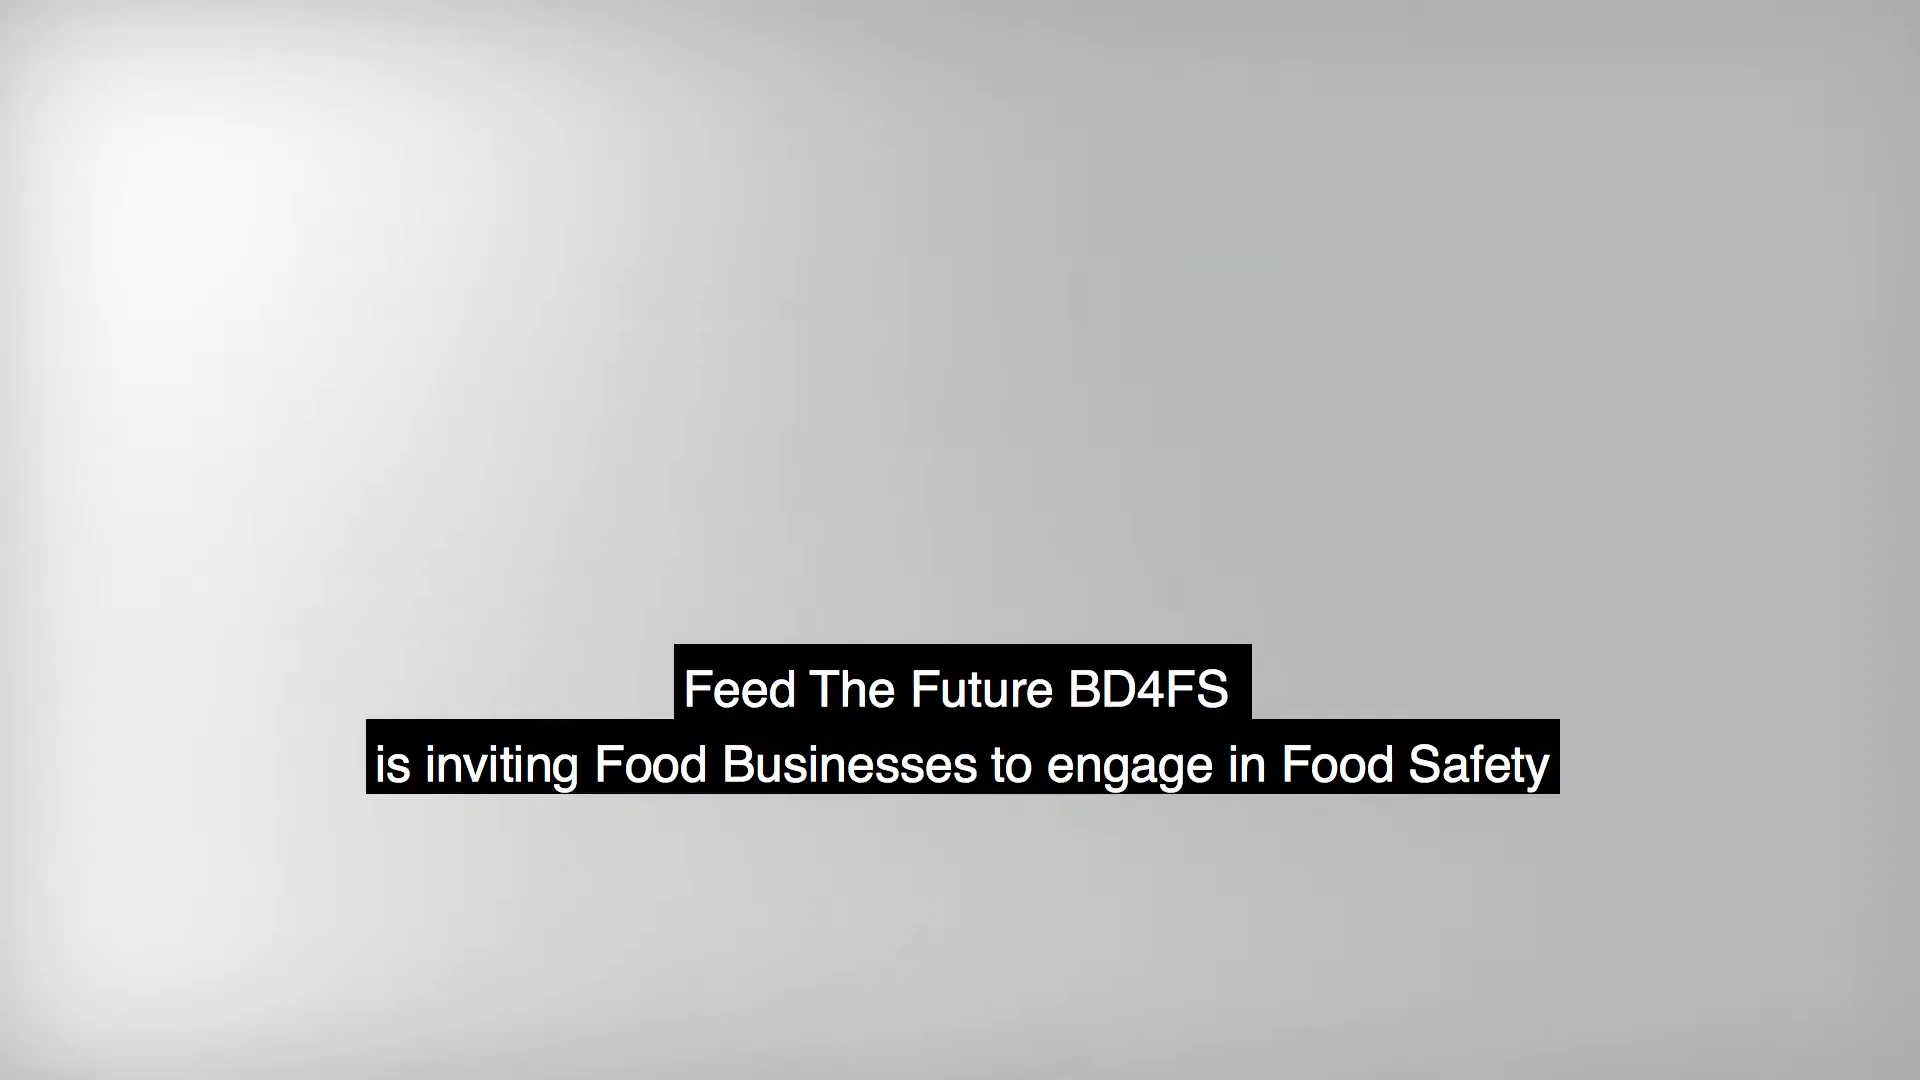 Feed The Future BD4FS
is inviting Food Businesses to engage in Food Safety